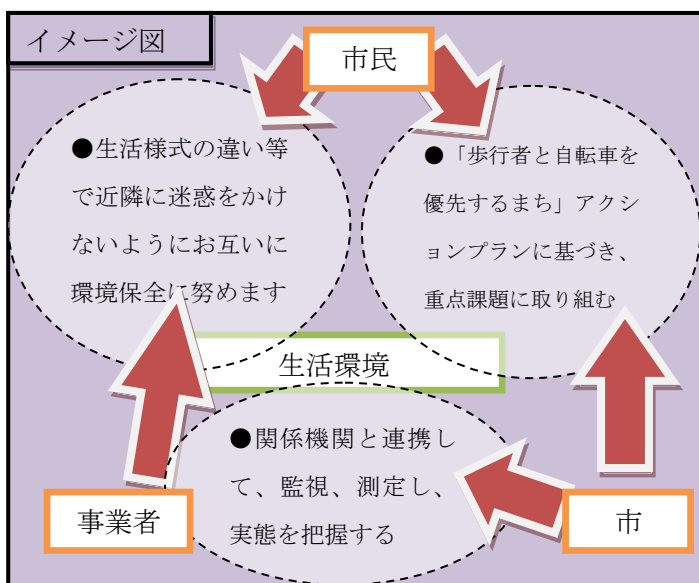 イメージ図
市民
●生活様式の違い等
で近隣に迷惑をかけ
ないようにお互いに
環境保全に努めます
●「歩行者と自転車を
優先するまち」アクシ
ョンプランに基づき、
重点課題に取り組む
生活環境
●関係機関と連携し
て、監視、測定し、
実態を把握する
事業者
市